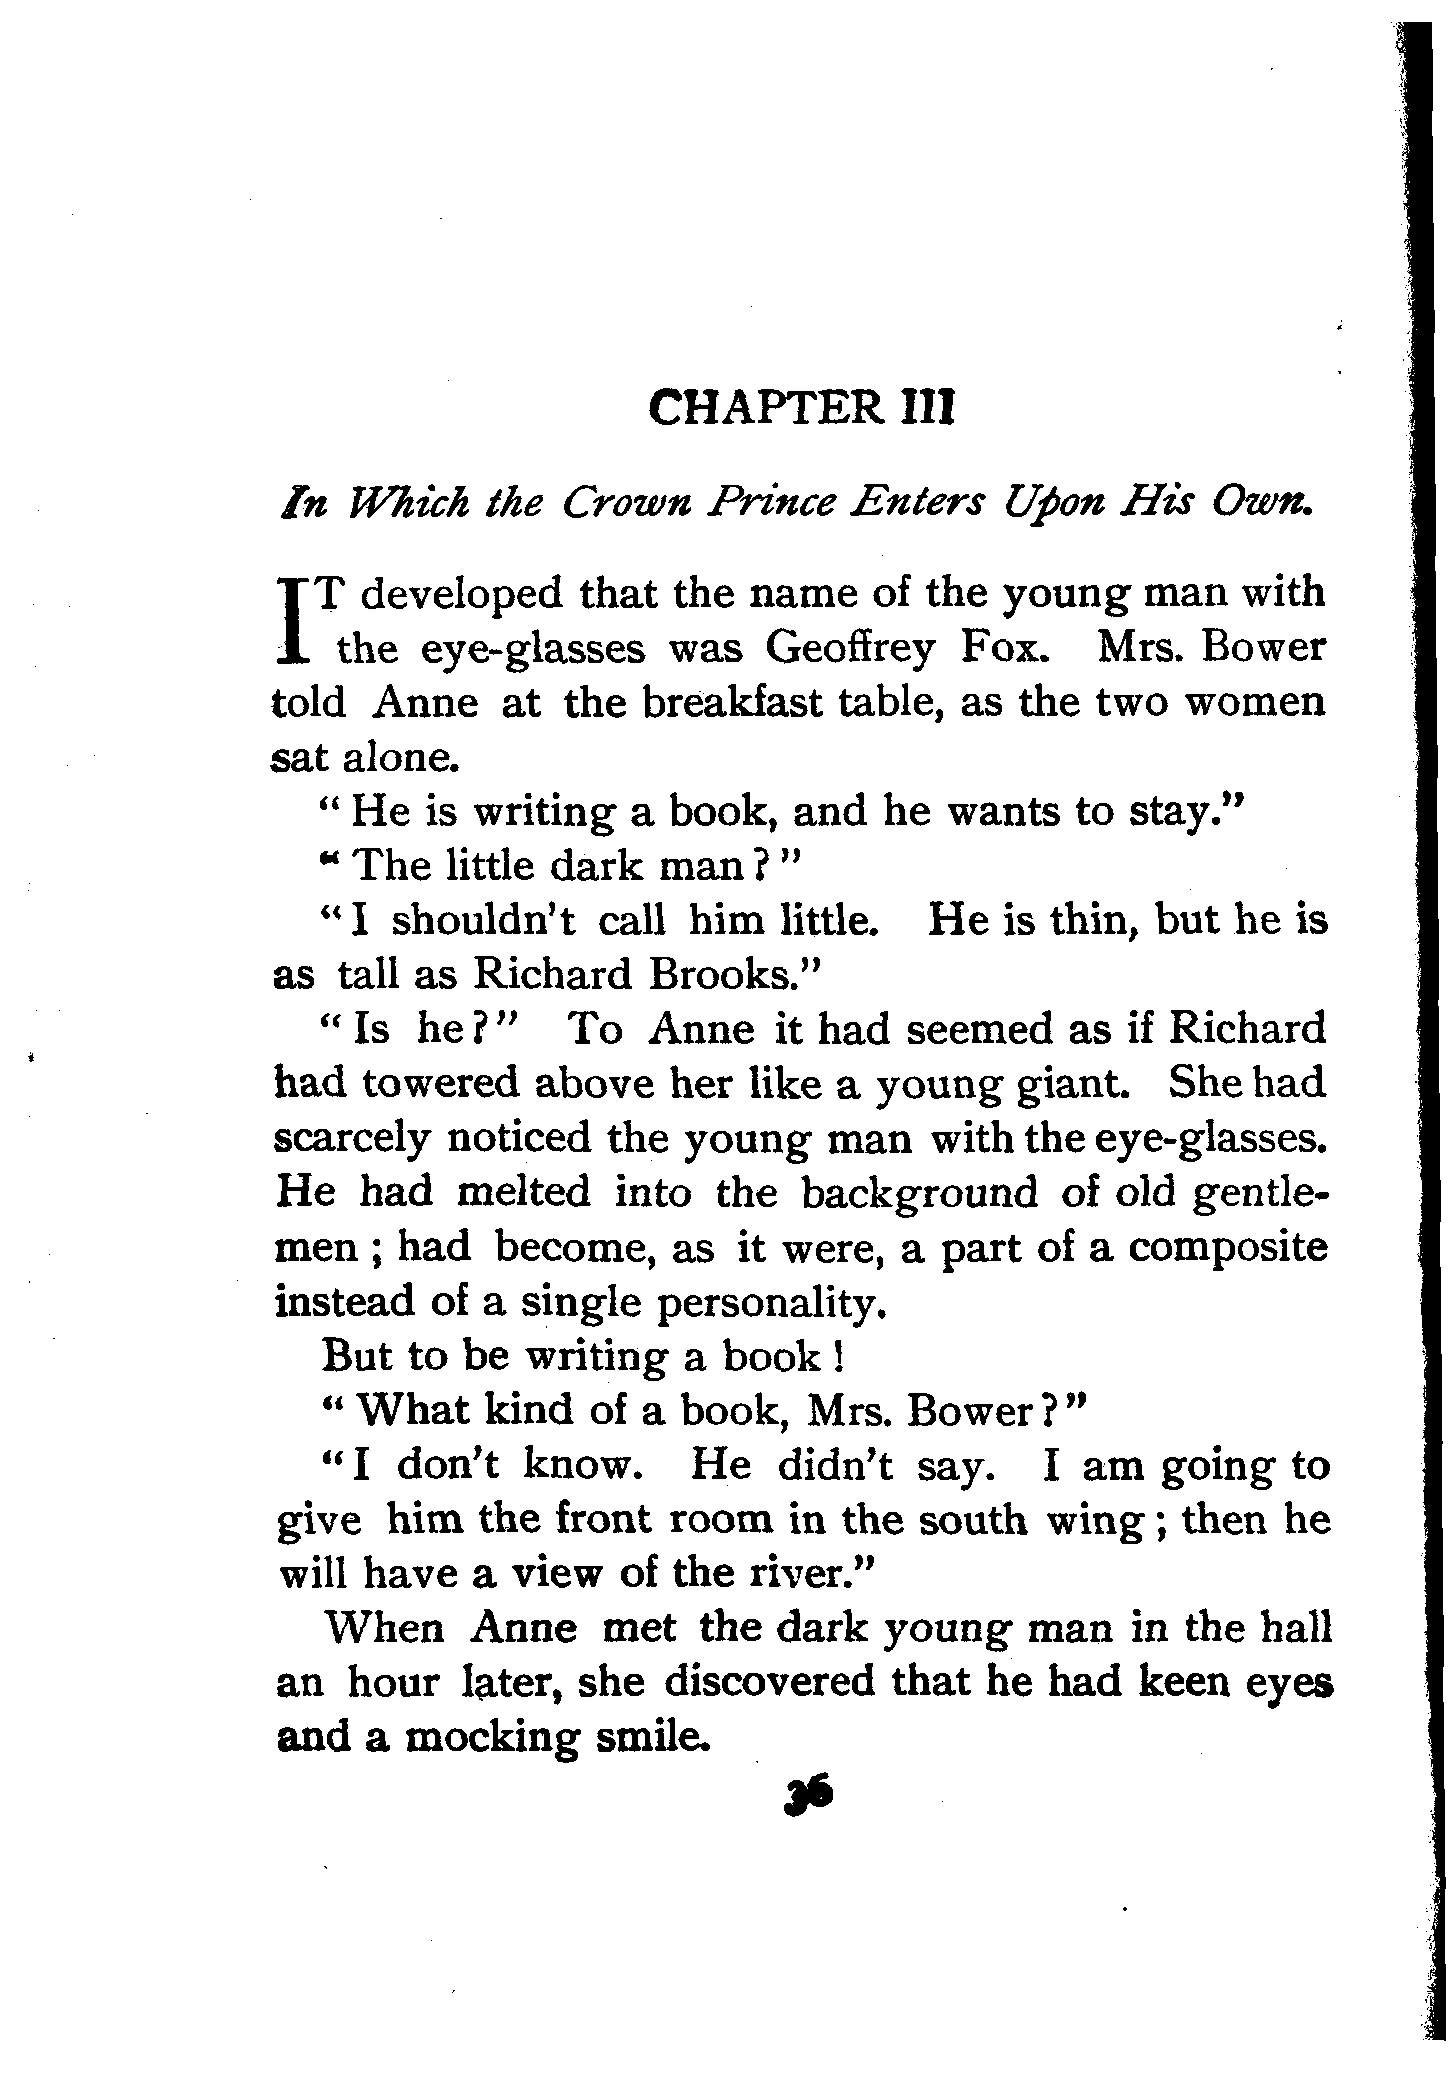 CHAPTER III
In Which the Crown Prince Enters Upon His Own.
IT developed that the name of the young man with
the eye-glasses was Geoffrey Fox. Mrs. Bower
told Anne at the breakfast table, as the two women
sat alone.
“ He is writing a book, and he wants to stay.”
“ The little dark man ? ”
“ I shouldn't call him little. He is thin, but he is
as tall as Richard Brooks.”
“ Is he ? ” To Anne it had seemed as if Richard
had towered above her like a young giant. She had
scarcely noticed the young man with the eye-glasses.
He had melted into the background of old gentle-
men ; had become, as it were, a part of a composite
instead of a single personality.
But to be writing a book !
“ What kind of a book, Mrs. Bower ? ”
“ I don't know. He didn't say. I am going to
give him the front room in the south wing ; then he
will have a view of the river.”
When Anne met the dark young man in the hall
an hour later, she discovered that he had keen eyes
and a mocking smile.
36